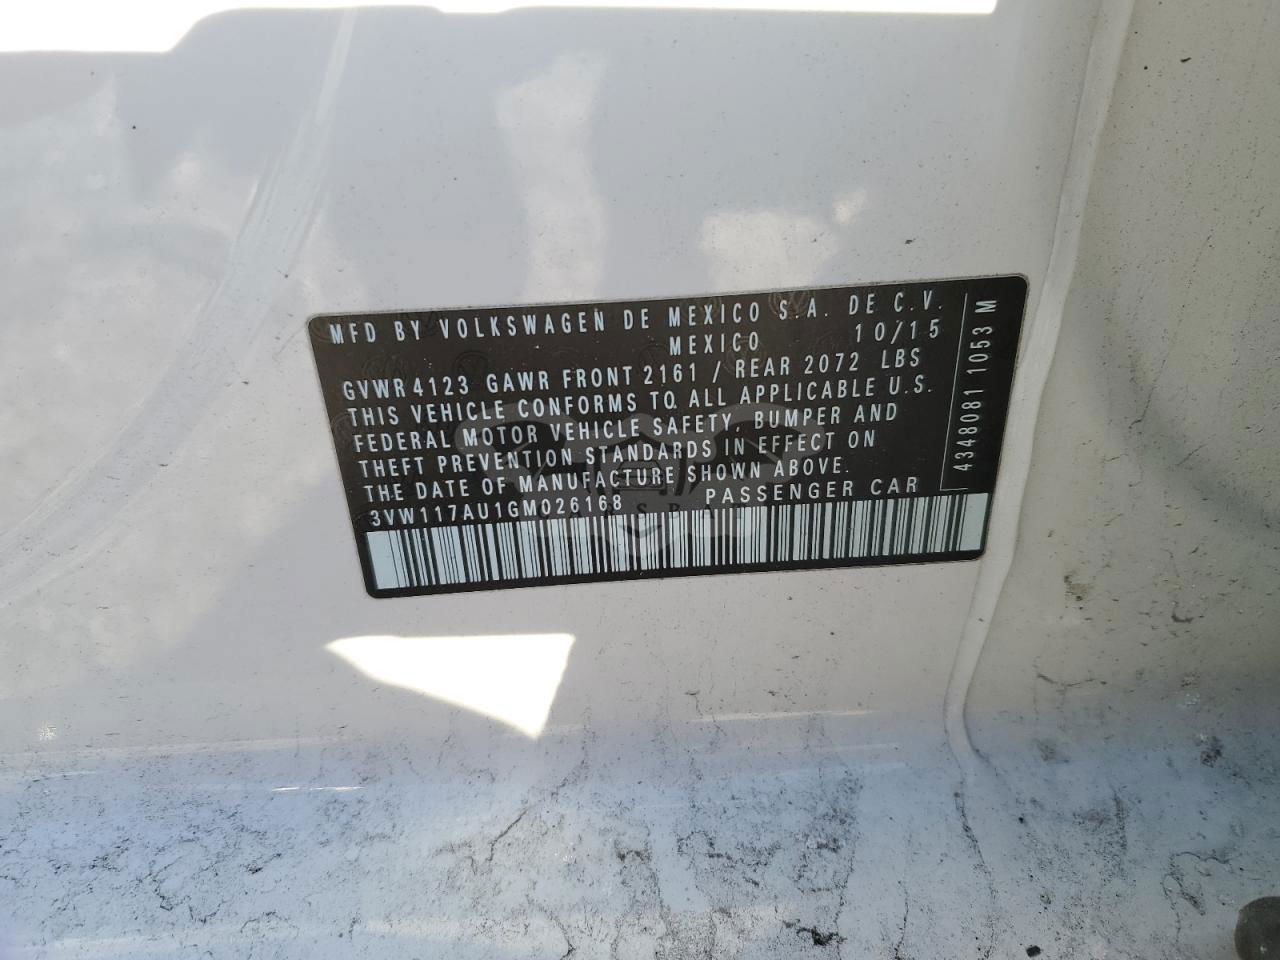 MFD BY VOLKSWAGEN DE MEXICO S.A. DE C.V.
MEXICO 10/15
GVWR 4123 GAWR FRONT 2161 / REAR 2072 LBS
THIS VEHICLE CONFORMS TO ALL APPLICABLE U.S.
FEDERAL MOTOR VEHICLE SAFETY, BUMPER AND
THEFT PREVENTION STANDARDS IN EFFECT ON
THE DATE OF MANUFACTURE SHOWN ABOVE.
3VW117AU1GM026168 PASSENGER CAR
4348081 1053 M